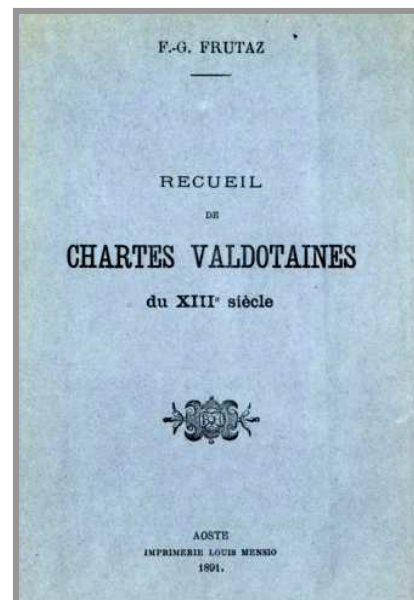 F.-G. FRUTAZ
RECUEIL
DE
CHARTES VALDOTAINES
du XIIIe siècle
AOSTE
IMPRIMERIE LOUIS MENSIO
1891.